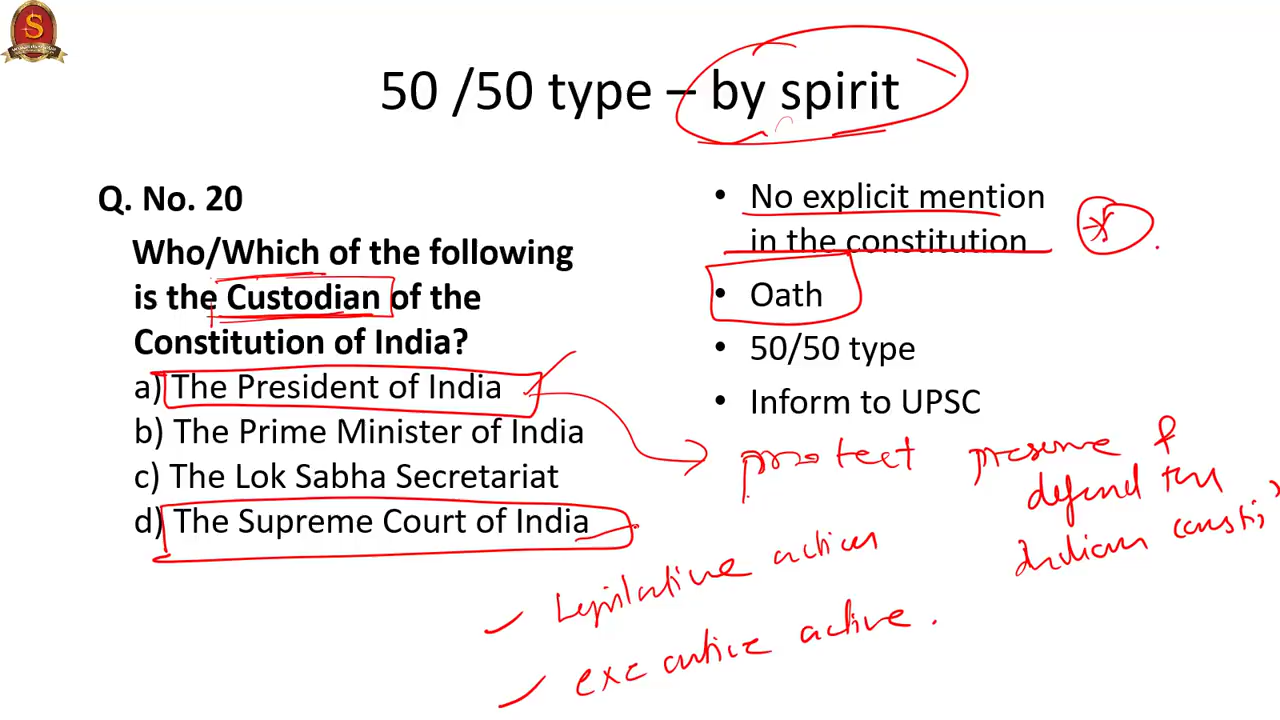 S
50 /50 type – by spirit
Q. No. 20
Who/Which of the following
is the Custodian of the
Constitution of India?
a) The President of India
b) The Prime Minister of India
c) The Lok Sabha Secretariat
d) The Supreme Court of India
• No explicit mention
in the constitution
• Oath
• 50/50 type
• Inform to UPSC
protect preserve &
defend
Indian consti
Legislative action
executive active.